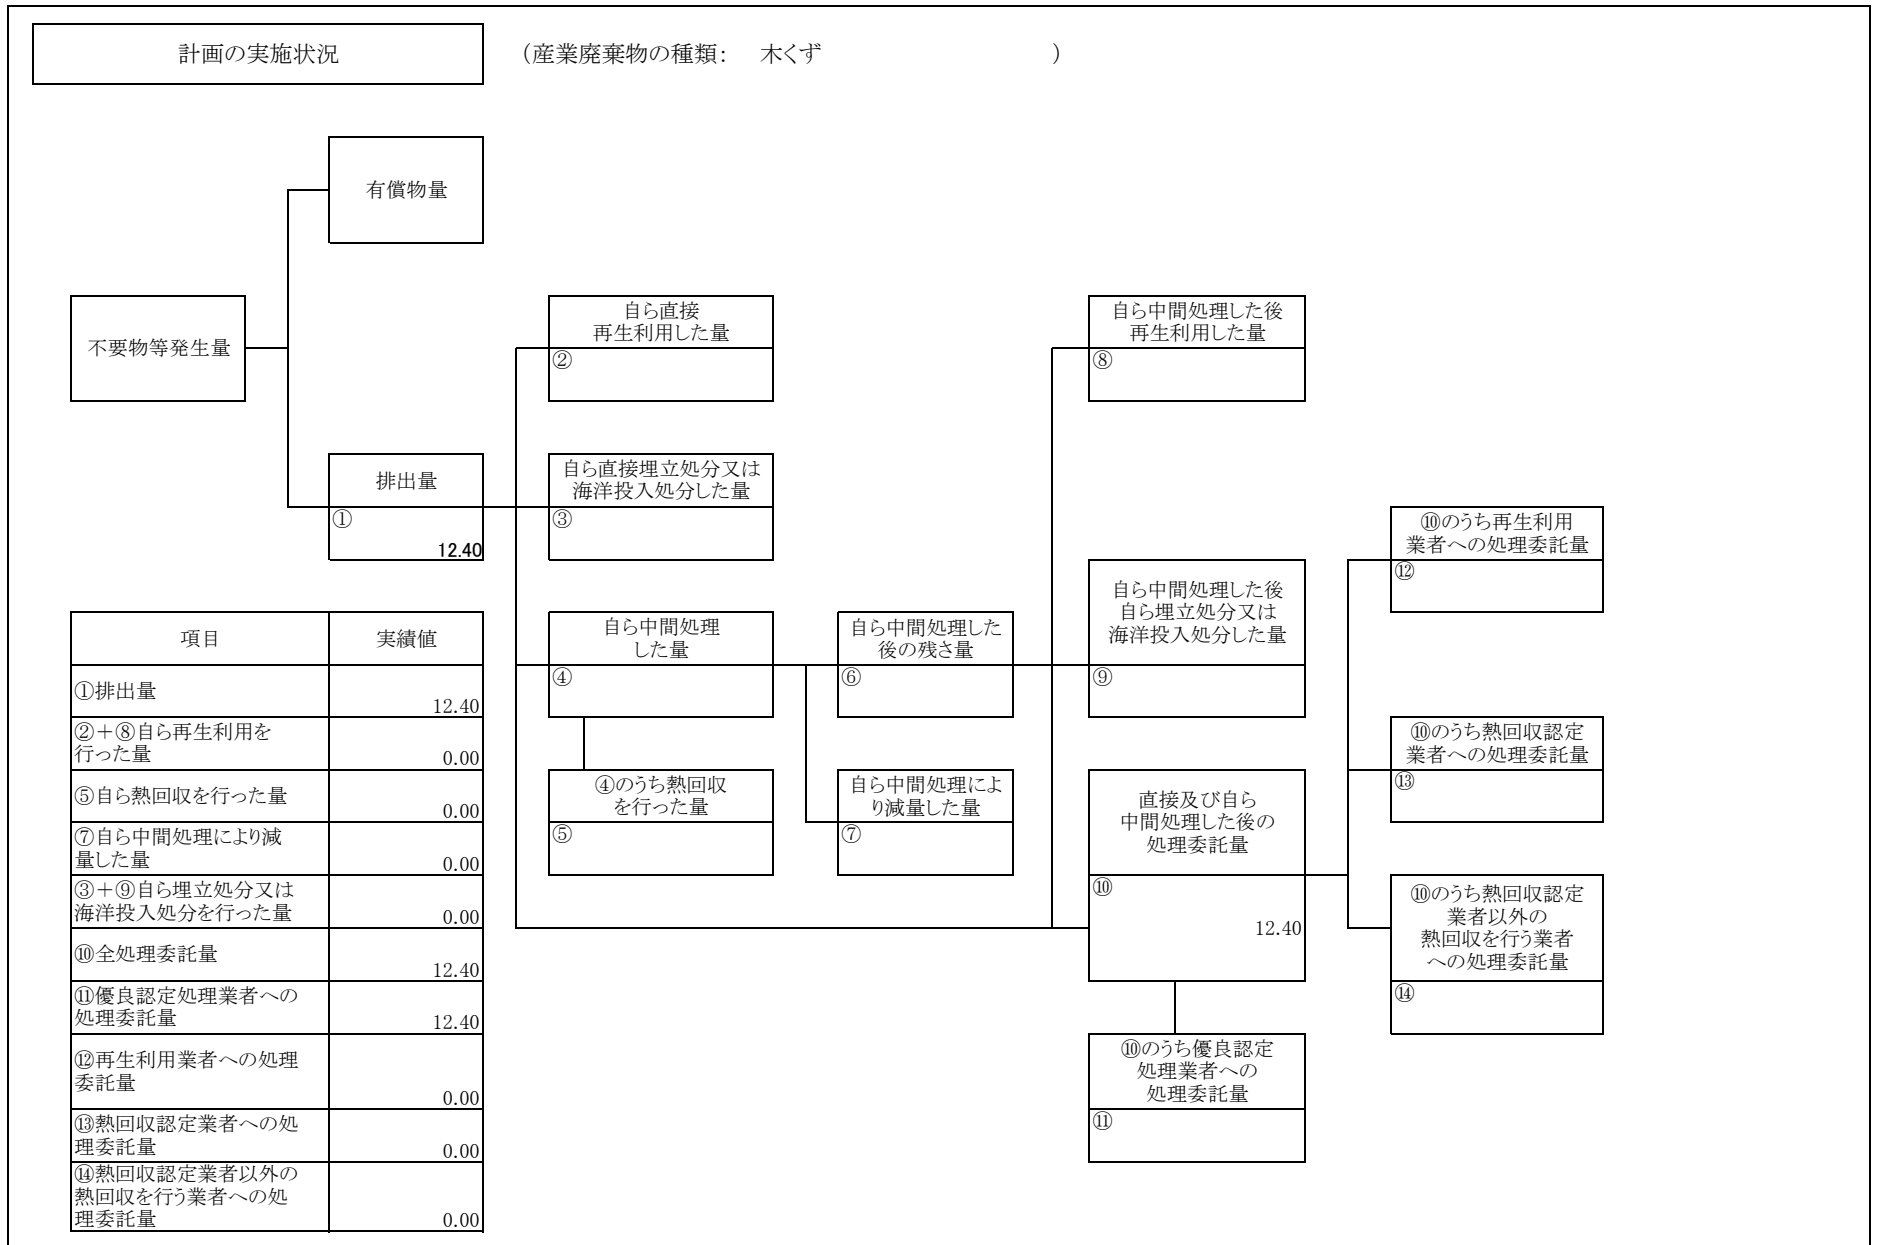 計画の実施状況
（産業廃棄物の種類： 木くず ）
有償物量
不要物等発生量
排出量
①
12.40
自ら直接
再生利用した量
②
自ら直接埋立処分又は
海洋投入処分した量
③
自ら中間処理
した量
④
④のうち熱回収
を行った量
⑤
自ら中間処理した
後の残さ量
⑥
自ら中間処理によ
り減量した量
⑦
自ら中間処理した後
再生利用した量
⑧
自ら中間処理した後
自ら埋立処分又は
海洋投入処分した量
⑨
直接及び自ら
中間処理した後の
処理委託量
⑩
12.40
⑩のうち優良認定
処理業者への
処理委託量
⑪
⑩のうち再生利用
業者への処理委託量
⑫
⑩のうち熱回収認定
業者への処理委託量
⑬
⑩のうち熱回収認定
業者以外の
熱回収を行う業者
への処理委託量
⑭
項目 実績値
①排出量
12.40
②＋⑧自ら再生利用を
行った量
0.00
⑤自ら熱回収を行った量
0.00
⑦自ら中間処理により減
量した量
0.00
③＋⑨自ら埋立処分又は
海洋投入処分を行った量
0.00
⑩全処理委託量
12.40
⑪優良認定処理業者への
処理委託量
12.40
⑫再生利用業者への処理
委託量
0.00
⑬熱回収認定業者への処
理委託量
0.00
⑭熱回収認定業者以外の
熱回収を行う業者への処
理委託量
0.00